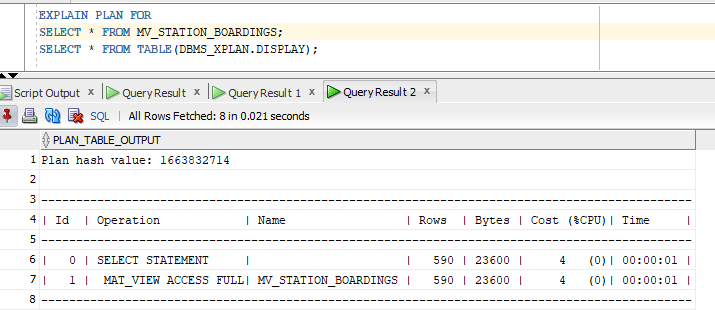 EXPLAIN PLAN FOR
SELECT * FROM MV_STATION_BOARDINGS;
SELECT * FROM TABLE(DBMS_XPLAN.DISPLAY);
Script Output x Query Result x Query Result 1 x Query Result 2 x
SQL | All Rows Fetched: 8 in 0.021 seconds
PLAN_TABLE_OUTPUT
1 Plan hash value: 1663832714
2
3 ------------------------------------------------------------------------------------------
4 | Id  | Operation            | Name                 | Rows  | Bytes | Cost (%CPU)| Time     |
5 ------------------------------------------------------------------------------------------
6 |   0 | SELECT STATEMENT     |                      |   590 | 23600 |     4   (0)| 00:00:01 |
7 |   1 |  MAT_VIEW ACCESS FULL| MV_STATION_BOARDINGS |   590 | 23600 |     4   (0)| 00:00:01 |
8 ------------------------------------------------------------------------------------------